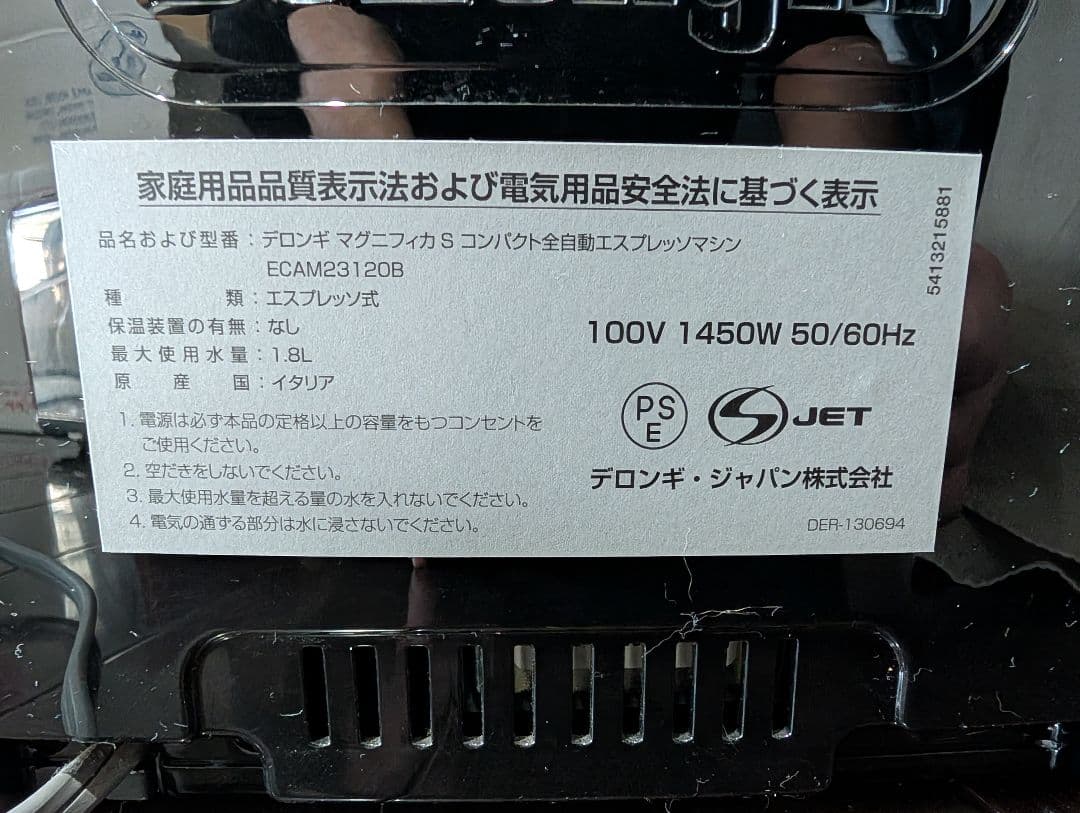 家庭用品品質表示法および電気用品安全法に基づく表示
品名および型番：デロンギ マグニフィカ S コンパクト全自動エスプレッソマシン
ECAM23120B
種類：エスプレッソ式
保温装置の有無：なし
最大使用水量：1.8L
原産国：イタリア
1. 電源は必ず本品の定格以上の容量をもつコンセントを
ご使用ください。
2. 空だきをしないでください。
3. 最大使用水量を超える量の水を入れないでください。
4. 電気の通ずる部分は水に浸さないでください。
100V 1450W 50/60Hz
PS
E
S JET
デロンギ・ジャパン株式会社
DER-130694
5413215881